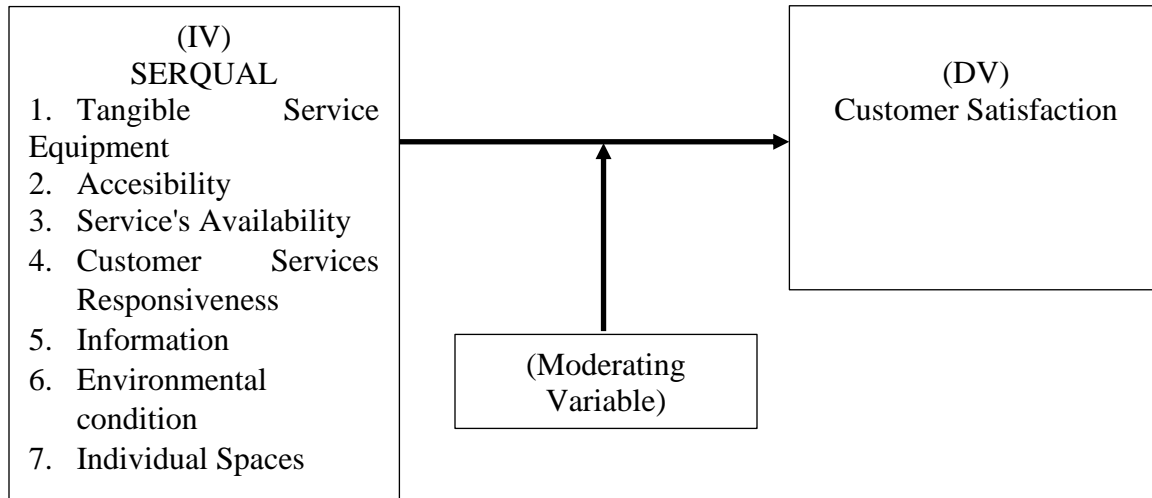 (IV)
SERQUAL
1. Tangible Service
Equipment
2. Accesibility
3. Service's Availability
4. Customer Services
Responsiveness
5. Information
6. Environmental
condition
7. Individual Spaces
(Moderating
Variable)
(DV)
Customer Satisfaction